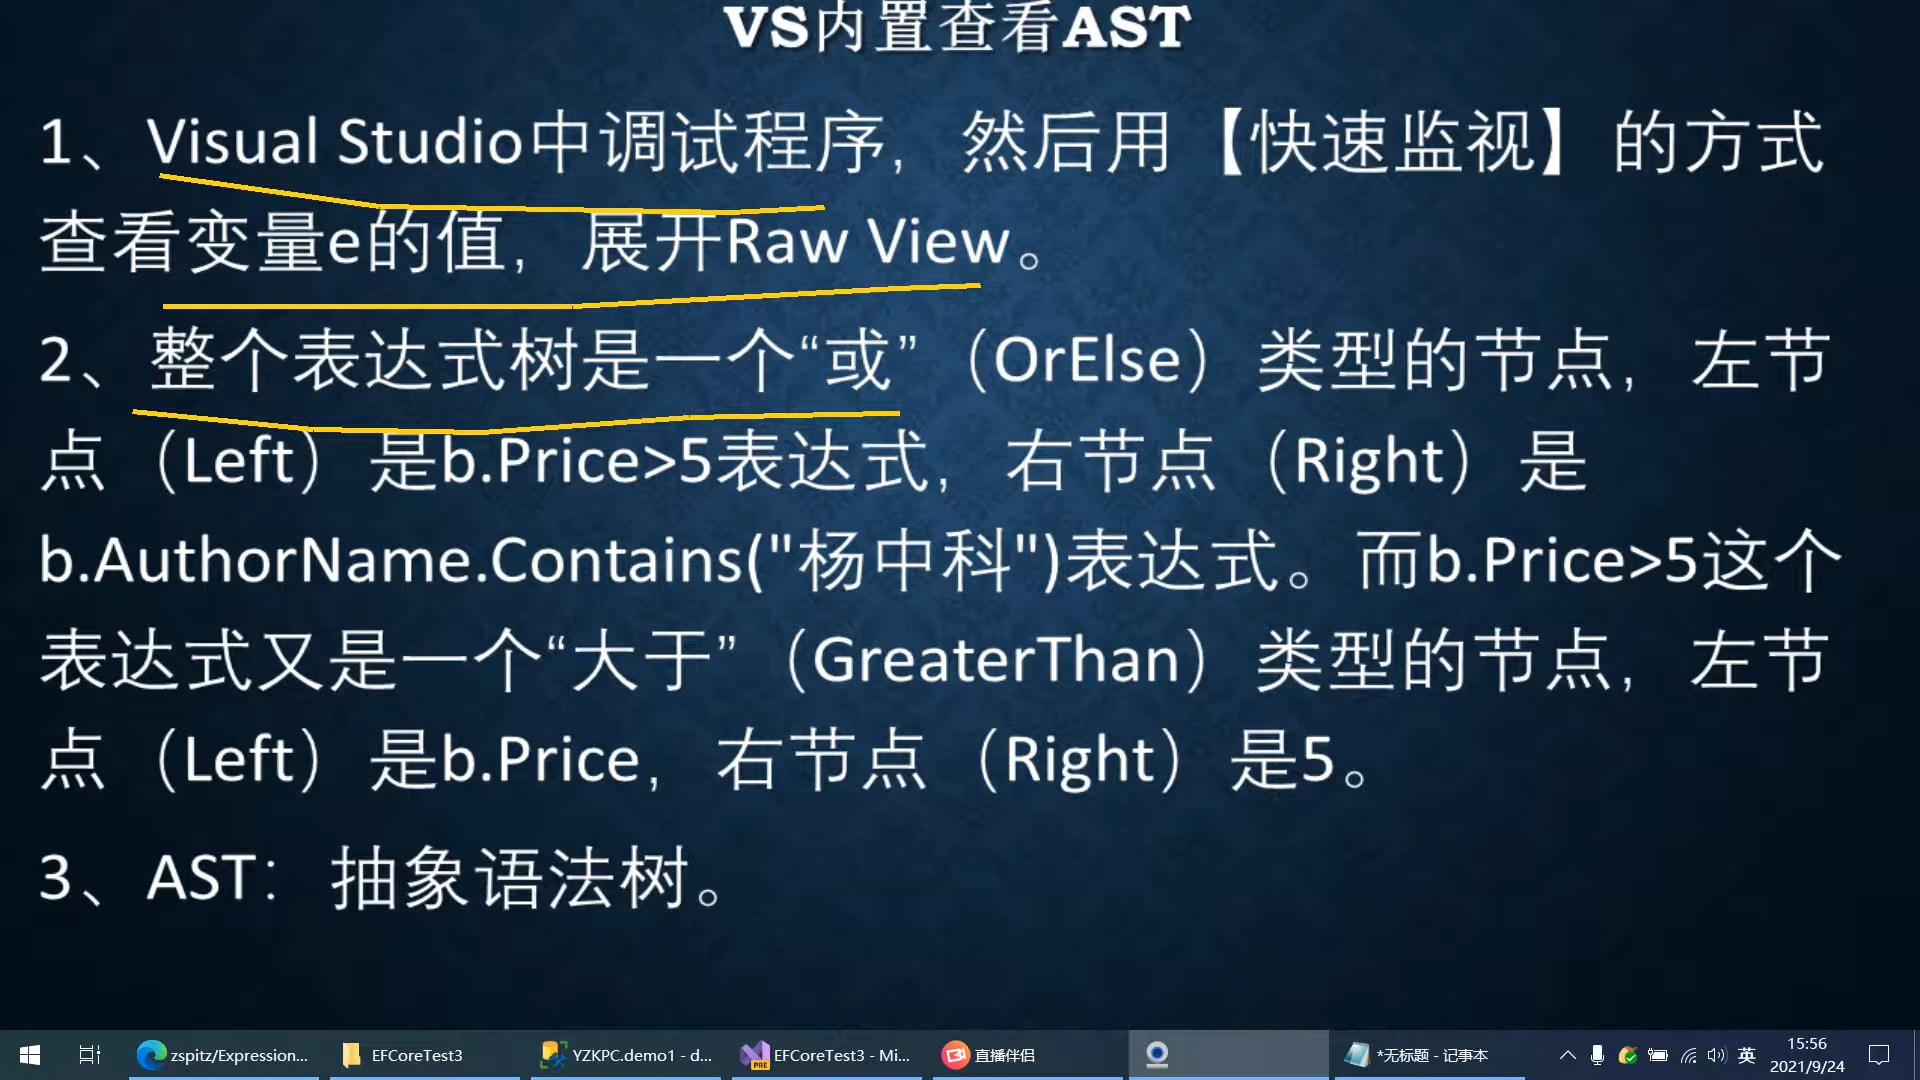 VS内置查看AST
1、Visual Studio中调试程序，然后用【快速监视】的方式
查看变量e的值，展开Raw View。
2、整个表达式树是一个“或”（OrElse）类型的节点，左节
点（Left）是b.Price>5表达式，右节点（Right）是
b.AuthorName.Contains("杨中科")表达式。而b.Price>5这个
表达式又是一个“大于”（GreaterThan）类型的节点，左节
点（Left）是b.Price，右节点（Right）是5。
3、AST：抽象语法树。
zspitz/Expression...
EFCoreTest3
YZKPC.demo1 - d...
PRE
EFCoreTest3 - Mi...
直播伴侣
*无标题 - 记事本
英
15:56
2021/9/24